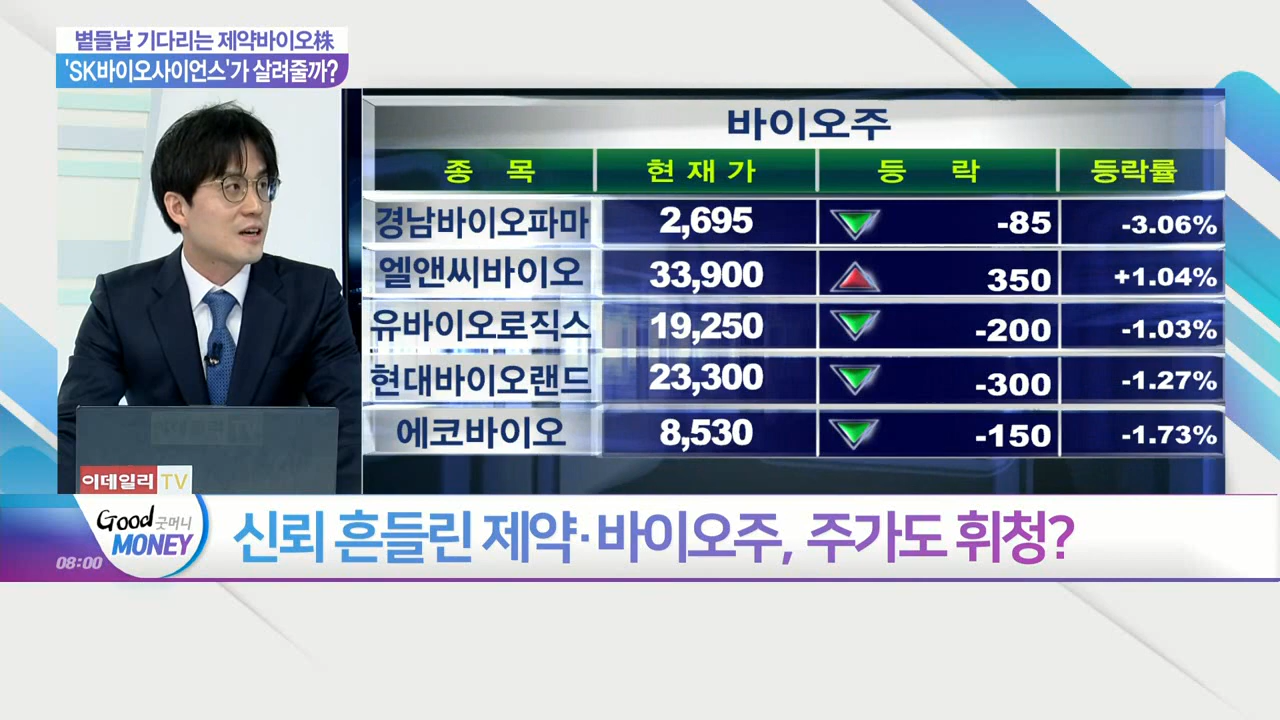 볕들날 기다리는 제약바이오株
'SK바이오사이언스'가 살려줄까?
바이오주
종 목 현 재 가 등 락 등락률
경남바이오파마 2,695 -85 -3.06%
엘앤씨바이오 33,900 350 +1.04%
유바이오로직스 19,250 -200 -1.03%
현대바이오랜드 23,300 -300 -1.27%
에코바이오 8,530 -150 -1.73%
이데일리 TV
Good 굿머니
MONEY
08:00
신뢰 흔들린 제약·바이오주, 주가도 휘청?